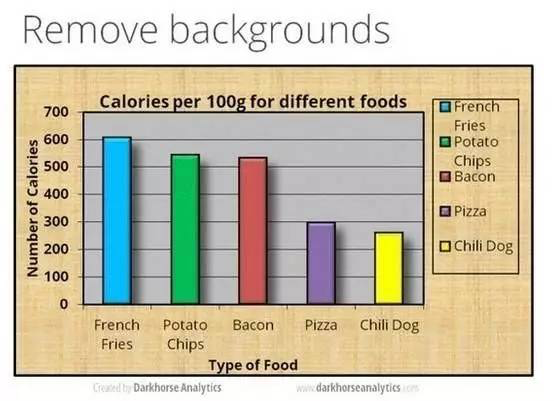 Remove backgrounds
Calories per 100g for different foods
Number of Calories
700
600
500
400
300
200
100
0
French
Fries
Potato
Chips
Bacon
Pizza
Chili Dog
Type of Food
French
Fries
Potato
Chips
Bacon
Pizza
Chili Dog
Created by Darkhorse Analytics
www.darkhorseanalytics.com